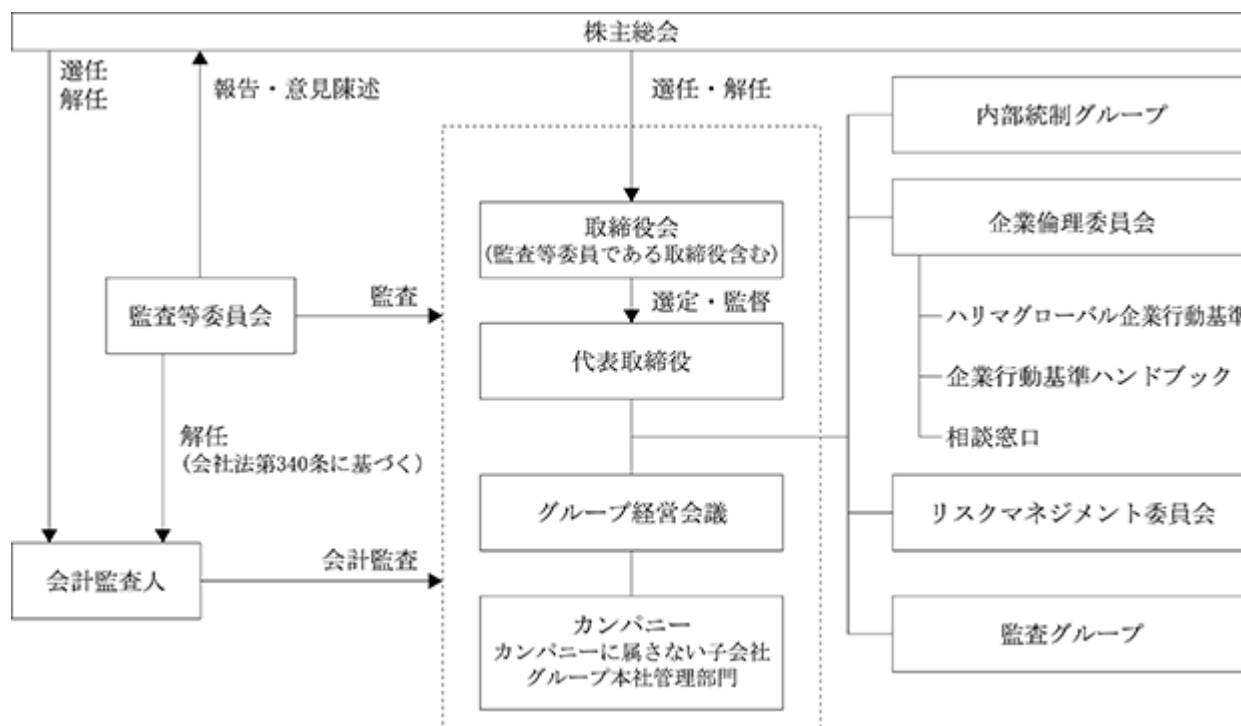 株主総会
選任
解任
報告・意見陳述
選任・解任
内部統制グループ
取締役会
(監査等委員である取締役含む)
企業倫理委員会
監査等委員会
監査
選定・監督
代表取締役
ハリマグローバル企業行動基準
企業行動基準ハンドブック
相談窓口
解任
(会社法第340条に基づく)
グループ経営会議
リスクマネジメント委員会
会計監査人
会計監査
カンパニー
カンパニーに属さない子会社
グループ本社管理部門
監査グループ